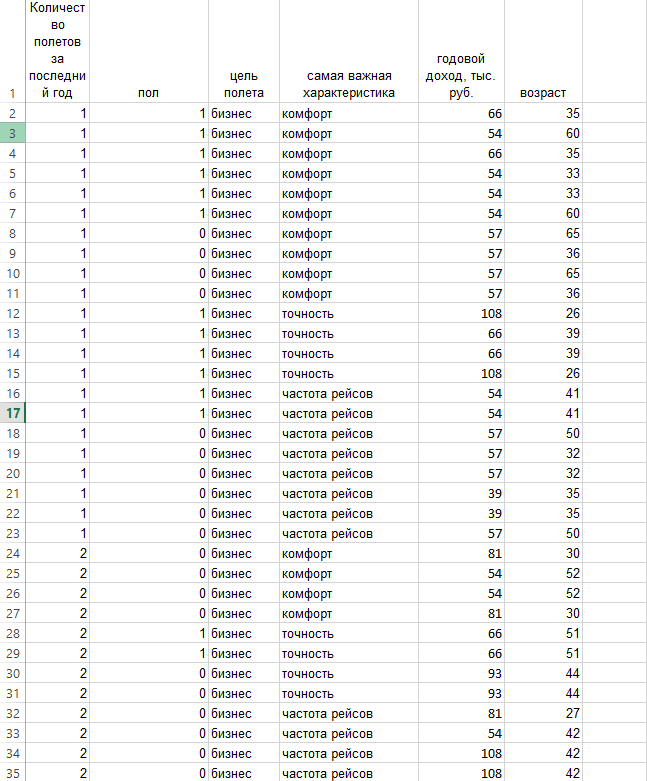 Количест
во
полетов
за
последни
й год
пол
цель
полета
самая важная
характеристика
годовой
доход, тыс.
руб.
возраст
1
2 1 1 бизнес комфорт 66 35
3 1 1 бизнес комфорт 54 60
4 1 1 бизнес комфорт 66 35
5 1 1 бизнес комфорт 54 33
6 1 1 бизнес комфорт 54 33
7 1 1 бизнес комфорт 54 60
8 1 0 бизнес комфорт 57 65
9 1 0 бизнес комфорт 57 36
10 1 0 бизнес комфорт 57 65
11 1 0 бизнес комфорт 57 36
12 1 1 бизнес точность 108 26
13 1 1 бизнес точность 66 39
14 1 1 бизнес точность 66 39
15 1 1 бизнес точность 108 26
16 1 1 бизнес частота рейсов 54 41
17 1 1 бизнес частота рейсов 54 41
18 1 0 бизнес частота рейсов 57 50
19 1 0 бизнес частота рейсов 57 32
20 1 0 бизнес частота рейсов 57 32
21 1 0 бизнес частота рейсов 39 35
22 1 0 бизнес частота рейсов 39 35
23 1 0 бизнес частота рейсов 57 50
24 2 0 бизнес комфорт 81 30
25 2 0 бизнес комфорт 54 52
26 2 0 бизнес комфорт 54 52
27 2 0 бизнес комфорт 81 30
28 2 1 бизнес точность 66 51
29 2 1 бизнес точность 66 51
30 2 0 бизнес точность 93 44
31 2 0 бизнес точность 93 44
32 2 0 бизнес частота рейсов 81 27
33 2 0 бизнес частота рейсов 54 42
34 2 0 бизнес частота рейсов 108 42
35 2 0 бизнес частота рейсов 108 42